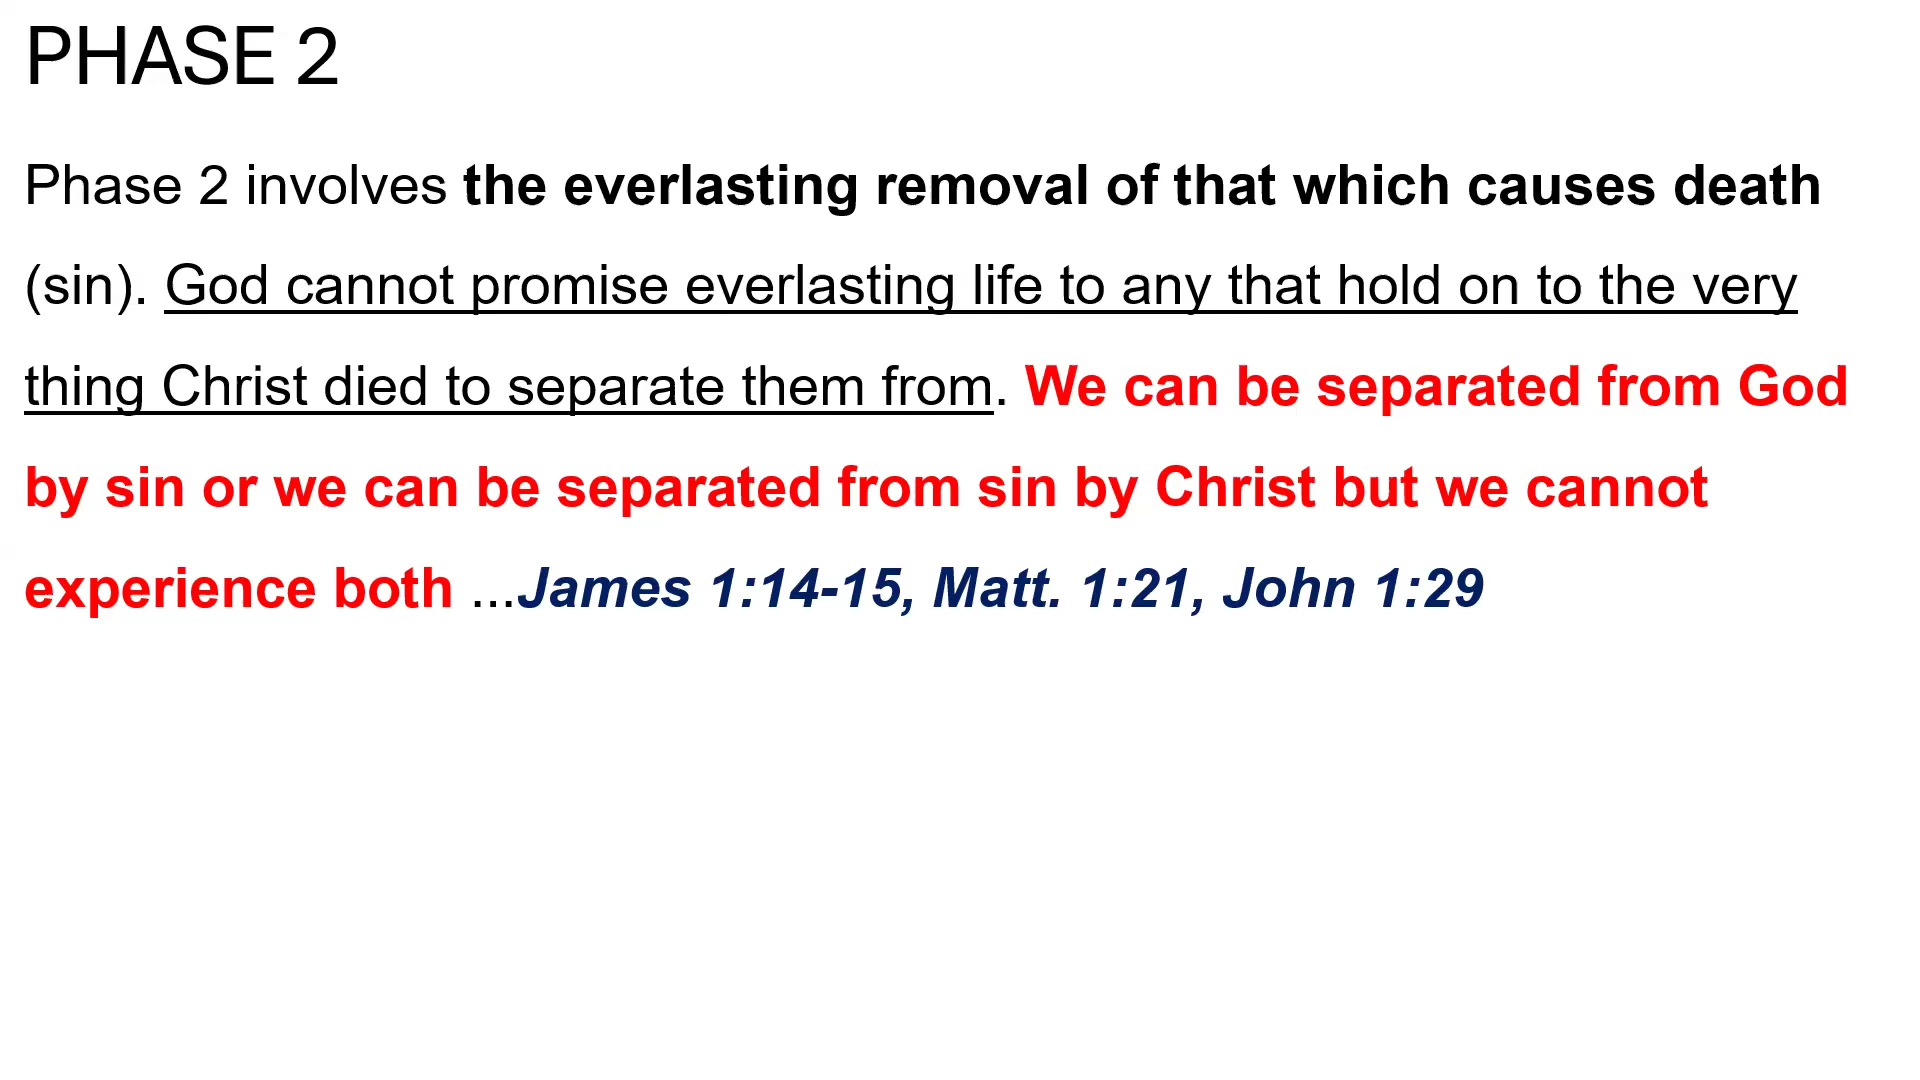 PHASE 2
Phase 2 involves the everlasting removal of that which causes death
(sin). God cannot promise everlasting life to any that hold on to the very
thing Christ died to separate them from. We can be separated from God
by sin or we can be separated from sin by Christ but we cannot
experience both ...James 1:14-15, Matt. 1:21, John 1:29